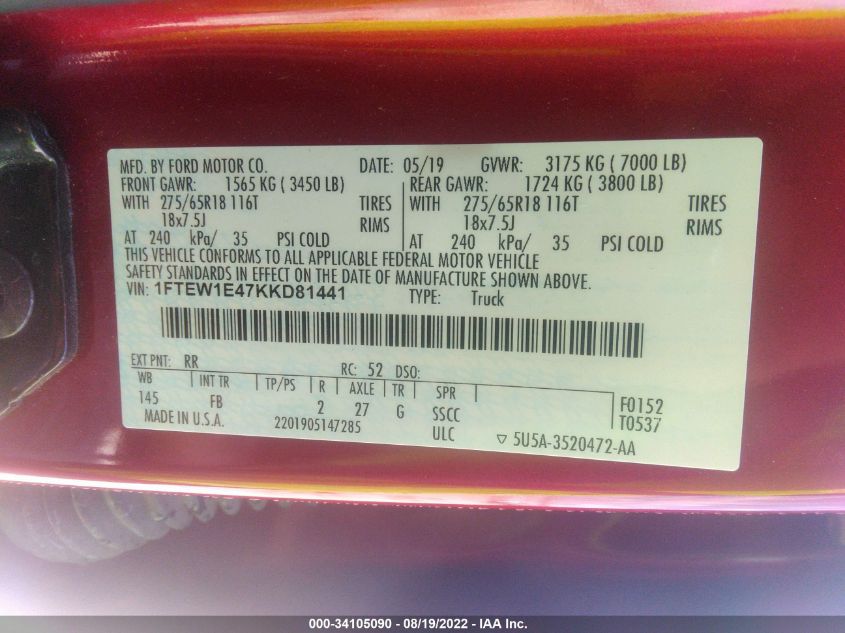 MFD. BY FORD MOTOR CO. DATE: 05/19 GVWR: 3175 KG ( 7000 LB)
FRONT GAWR: 1565 KG ( 3450 LB) REAR GAWR: 1724 KG ( 3800 LB)
WITH 275/65R18 116T TIRES WITH 275/65R18 116T TIRES
18x7.5J RIMS 18x7.5J RIMS
AT 240 kPa/ 35 PSI COLD AT 240 kPa/ 35 PSI COLD
THIS VEHICLE CONFORMS TO ALL APPLICABLE FEDERAL MOTOR VEHICLE
SAFETY STANDARDS IN EFFECT ON THE DATE OF MANUFACTURE SHOWN ABOVE.
VIN: 1FTEW1E47KKD81441 TYPE: Truck
EXT PNT: RR RC: 52 DSO:
WB INT TR TP/PS R AXLE TR SPR
145 FB 2 27 G SSCC F0152
MADE IN U.S.A. 2201905147285 ULC T0537
▽ 5U5A-3520472-AA
000-34105090 - 08/19/2022 - IAA Inc.